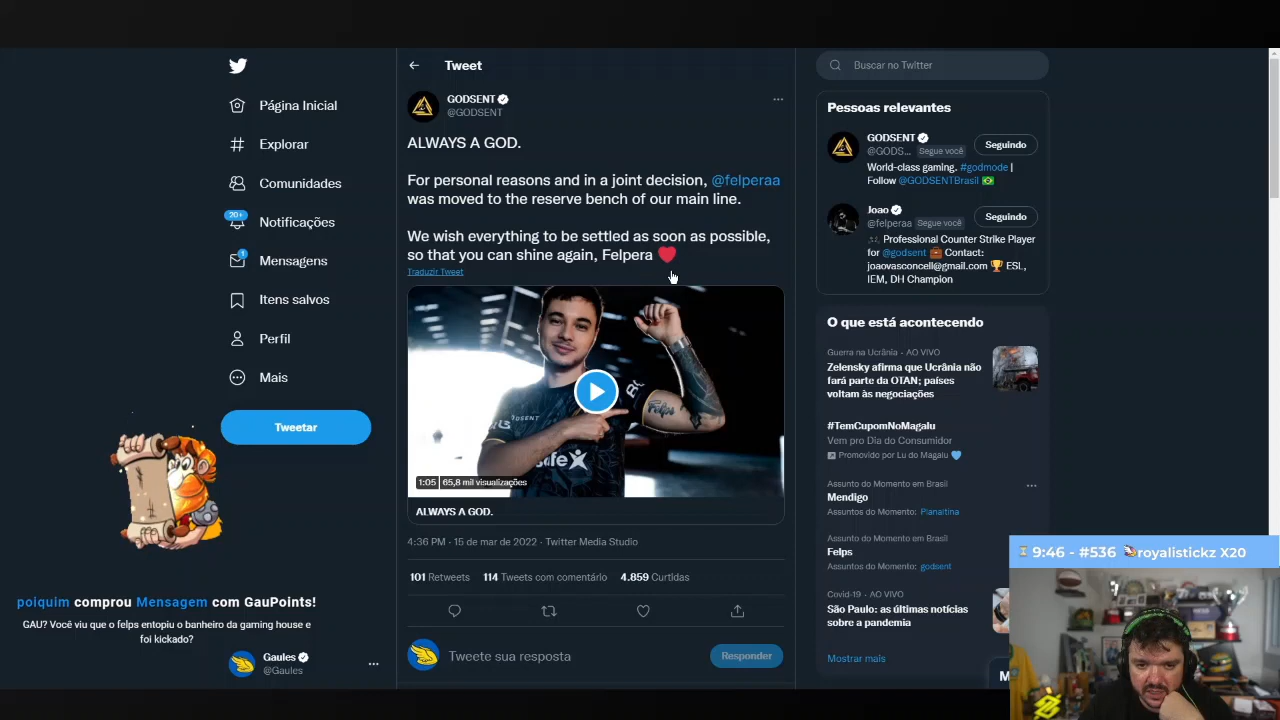 Tweet
Buscar no Twitter
Página Inicial
Explorar
Comunidades
20+
Notificações
1
Mensagens
Itens salvos
Perfil
Mais
Tweetar
GODSENT
@GODSENT
ALWAYS A GOD.
For personal reasons and in a joint decision, @felperaa
was moved to the reserve bench of our main line.
We wish everything to be settled as soon as possible,
so that you can shine again, Felpera ❤️
Traduzir Tweet
1:05 65,8 mil visualizações
ALWAYS A GOD.
4:36 PM · 15 de mar de 2022 · Twitter Media Studio
101 Retweets 114 Tweets com comentário 4.859 Curtidas
Tweete sua resposta
Responder
Pessoas relevantes
GODSENT
@GODS... Segue você
Seguindo
World-class gaming. #godmode |
Follow @GODSENTBrasil 🇧🇷
Joao
@felperaa Segue você
Seguindo
Professional Counter Strike Player
for @godsent 💼 Contact:
joaovasconcell@gmail.com 🏆 ESL,
IEM, DH Champion
O que está acontecendo
Guerra na Ucrânia · AO VIVO
Zelensky afirma que Ucrânia não
fará parte da OTAN; países
voltam às negociações
#TemCupomNoMagalu
Vem pro Dia do Consumidor
Promovido por Lu do Magalu 💙
Assunto do Momento em Brasil
Mendigo
Assuntos do Momento: Planaltina
Assunto do Momento em Brasil
Felps
Assuntos do Momento: godsent
Covid-19 · AO VIVO
São Paulo: as últimas notícias
sobre a pandemia
Mostrar mais
9:46 - #536 royalistickz X20
poiquim comprou Mensagem com GauPoints!
GAU? Você viu que o felps entopiu o banheiro da gaming house e
foi kickado?
Gaules
@Gaules